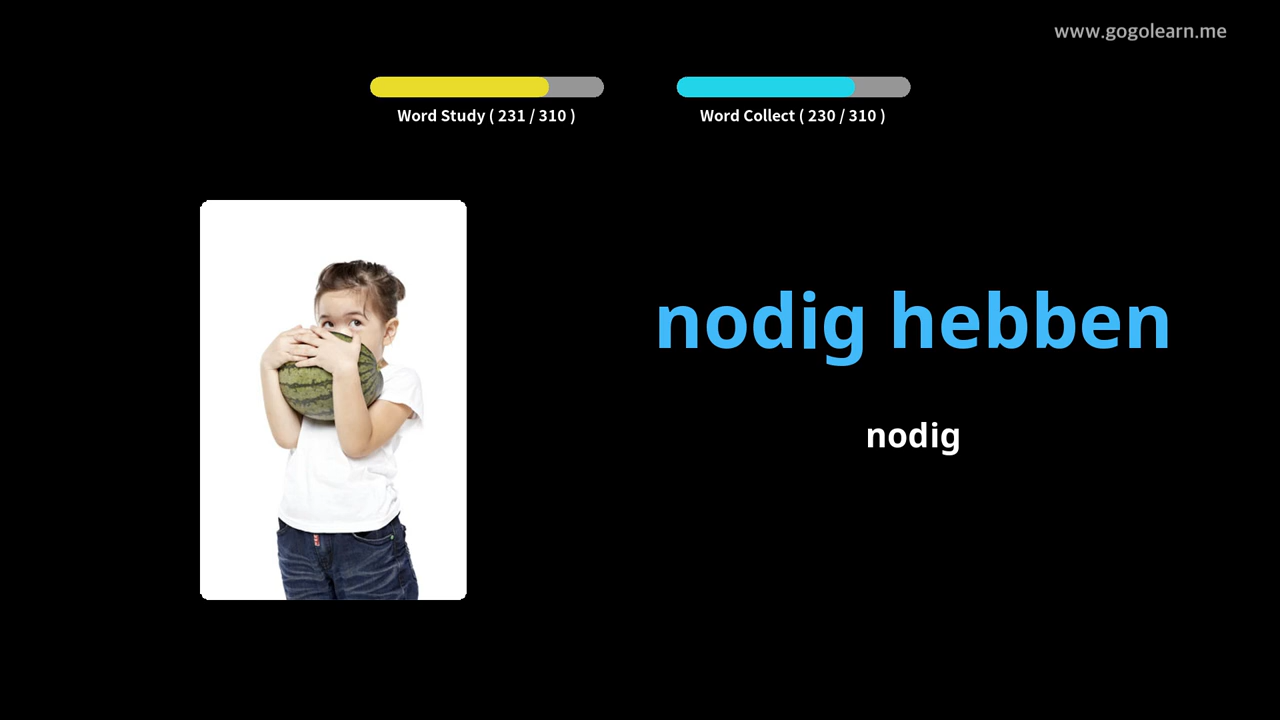 www.gogolearn.me
Word Study ( 231 / 310 )
Word Collect ( 230 / 310 )
nodig hebben
nodig